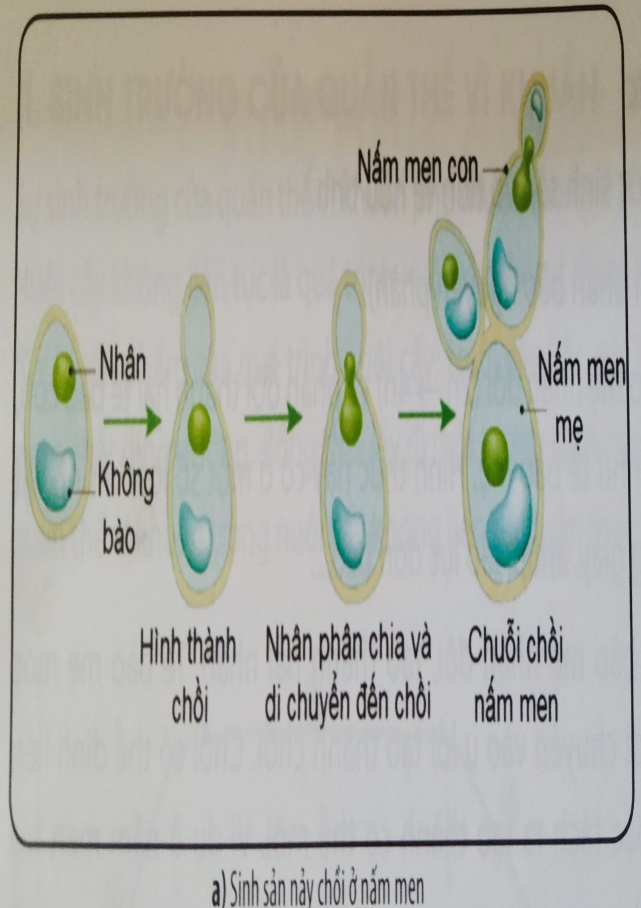 Nấm men con
Nhân
Không
bào
Nấm men
mẹ
Hình thành
chồi
Nhân phân chia và
di chuyển đến chồi
Chuỗi chồi
nấm men
a) Sinh sản nảy chồi ở nấm men